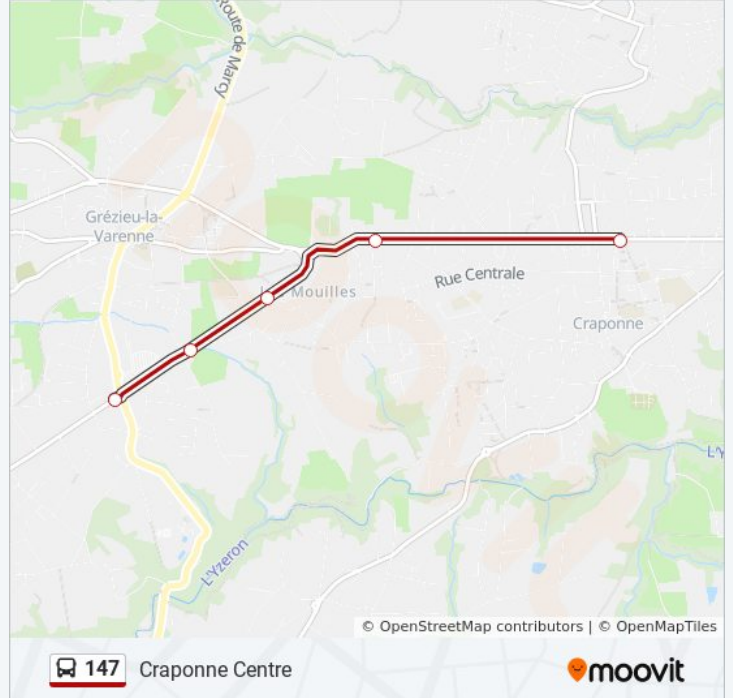 Route de Marcy
Grézieu-la-
Varenne
Mouilles
Rue Centrale
Craponne
L'Yzeron
© OpenStreetMap contributors | © OpenMapTiles
147
Craponne Centre
moovit